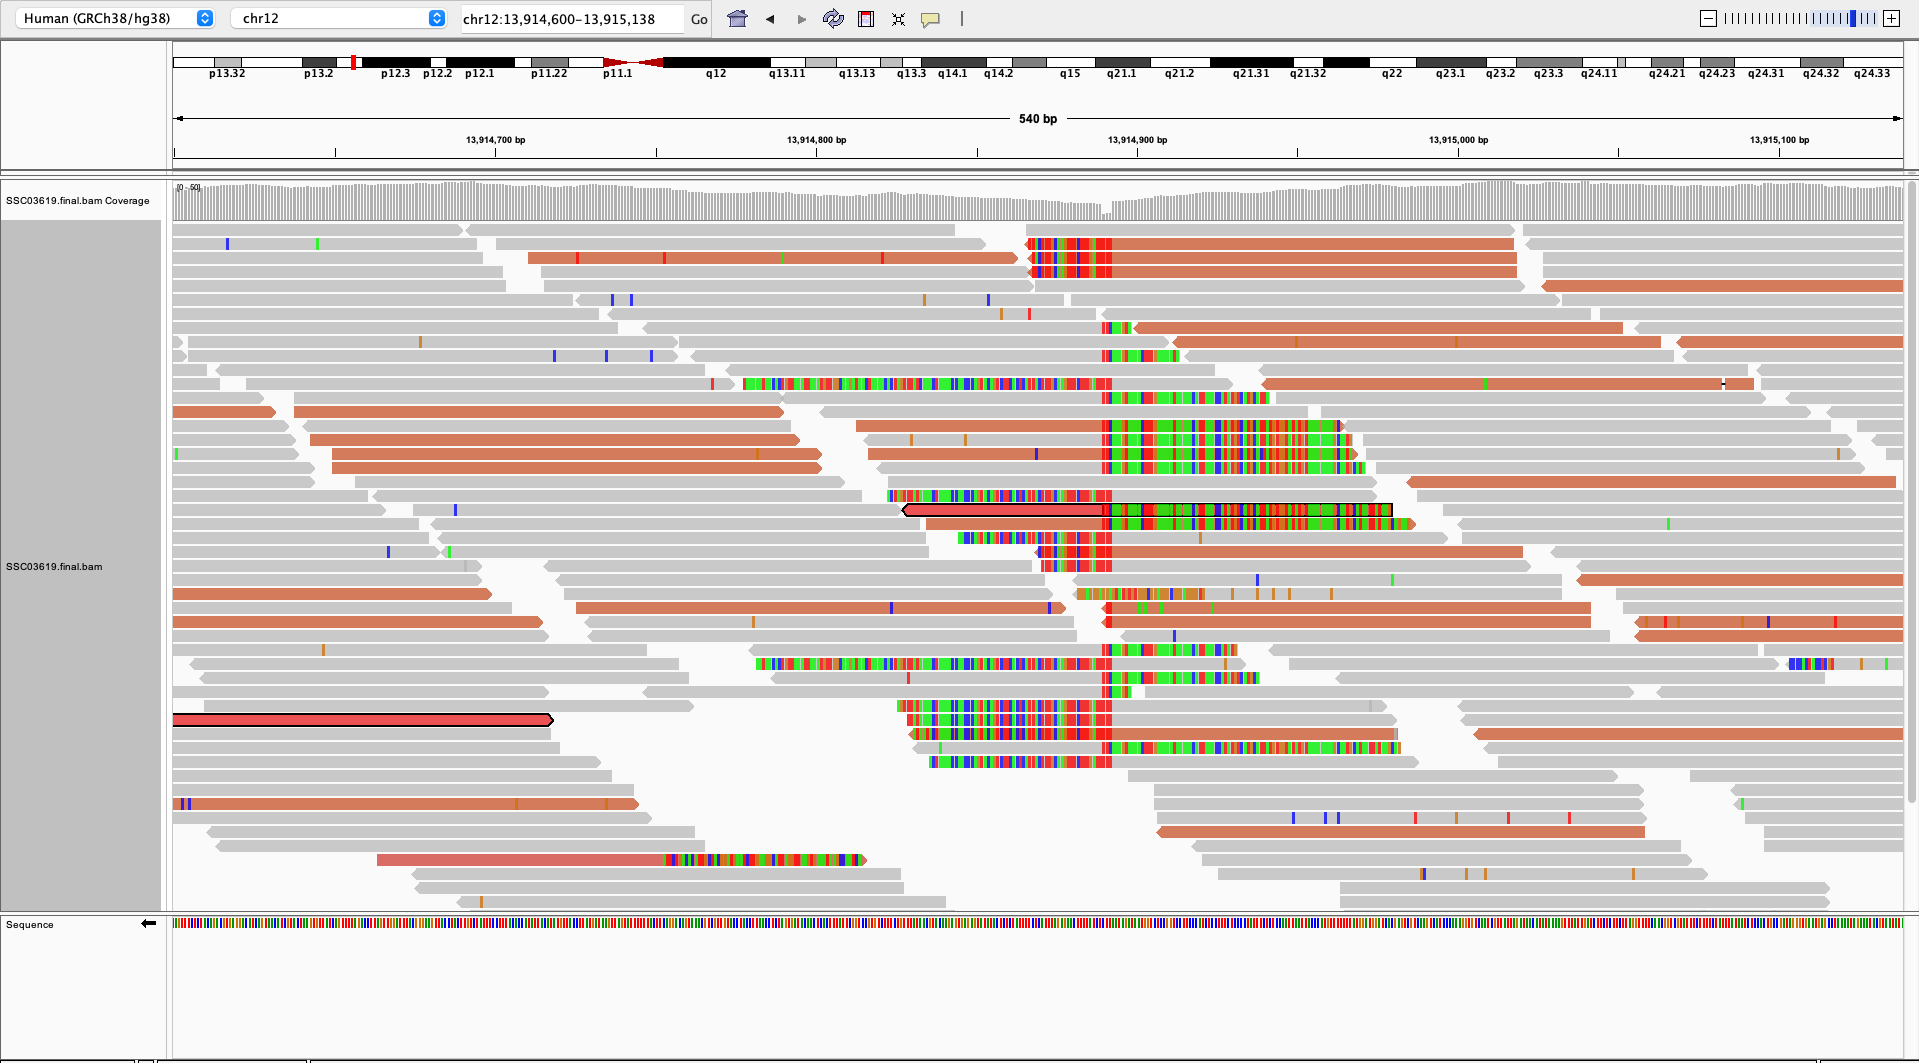 Human (GRCh38/hg38) chr12 chr12:13,914,600-13,915,138 Go
p13.32 p13.2 p12.3 p12.2 p12.1 p11.22 p11.1 q12 q13.11 q13.13 q13.3 q14.1 q14.2 q15 q21.1 q21.2 q21.31 q21.32 q22 q23.1 q23.2 q23.3 q24.11 q24.21 q24.23 q24.31 q24.32 q24.33
540 bp
13,914,700 bp 13,914,800 bp 13,914,900 bp 13,915,000 bp 13,915,100 bp
[0 - 50]
SSC03619.final.bam Coverage
SSC03619.final.bam
Sequence